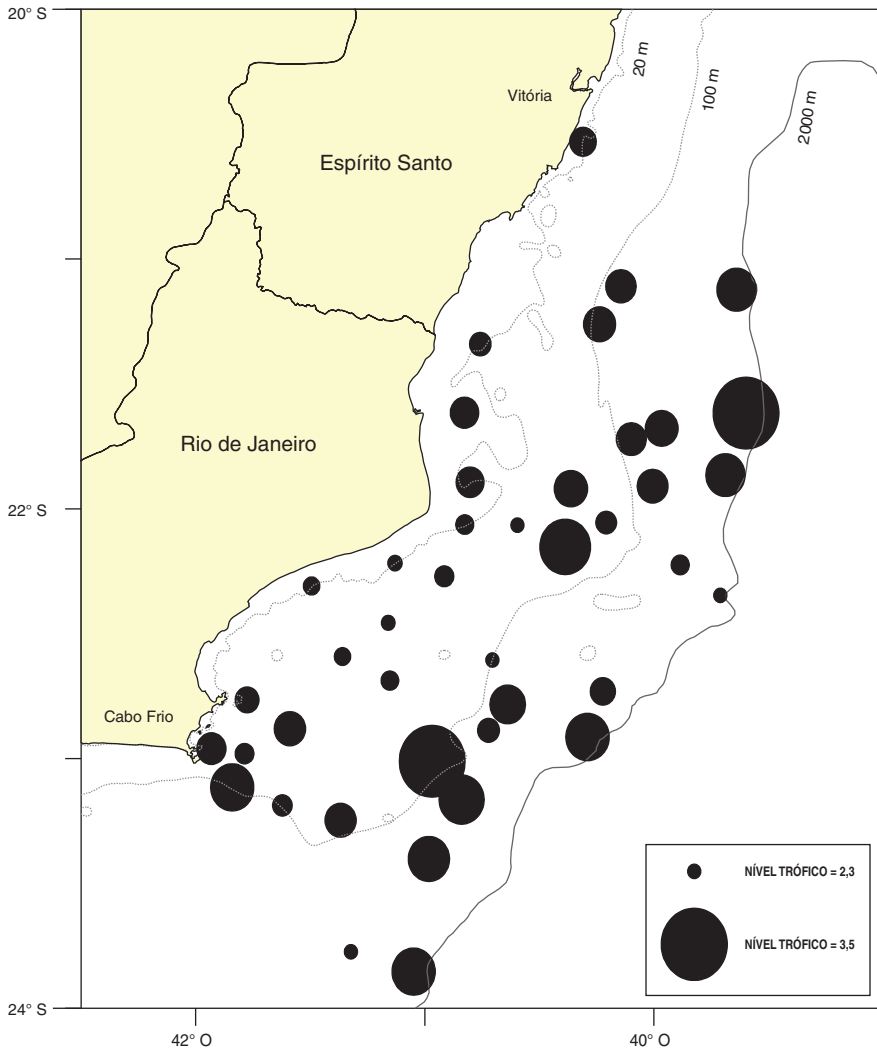 20° S
20 m
100 m
2000 m
Vitória
Espírito Santo
Rio de Janeiro
22° S
Cabo Frio
NÍVEL TRÓFICO = 2,3
NÍVEL TRÓFICO = 3,5
24° S
42° O
40° O